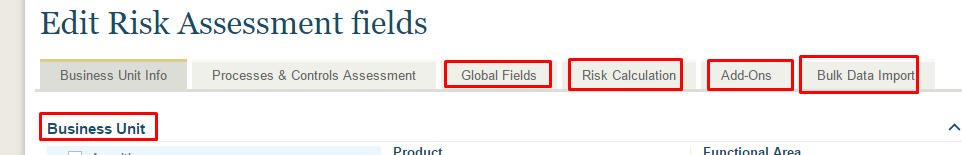 Edit Risk Assessment fields
Business Unit Info Processes & Controls Assessment Global Fields Risk Calculation Add-Ons Bulk Data Import
Business Unit
Product Functional Area